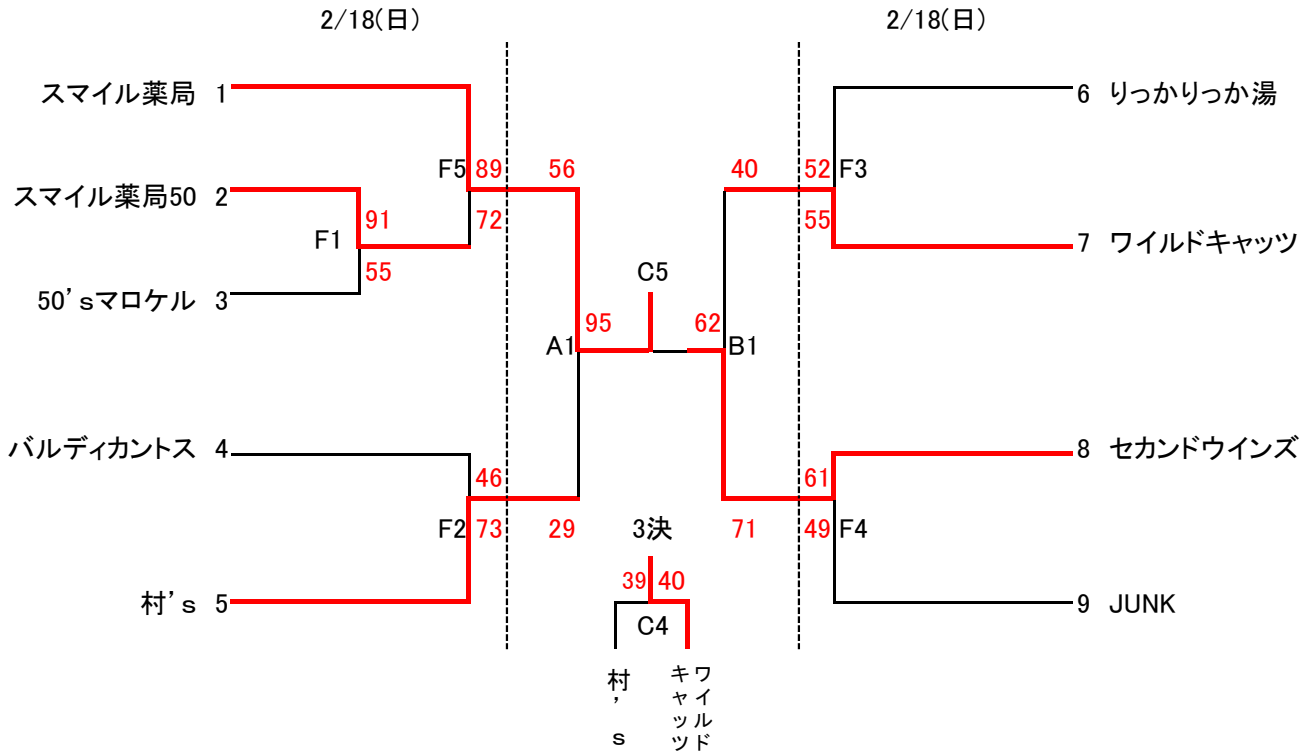 2/18(日)
2/18(日)
スマイル薬局 1
6 りっかりっか湯
F5 89 56
40 52 F3
スマイル薬局50 2
91
72
55
F1
7 ワイルドキャッツ
55
C5
50'sマロケル 3
95
62
A1
B1
バルディカントス 4
8 セカンドウインズ
46
61
F2 73 29
3決
71 49 F4
39 40
村's 5
9 JUNK
C4
村's
ワイルド
キャッツ